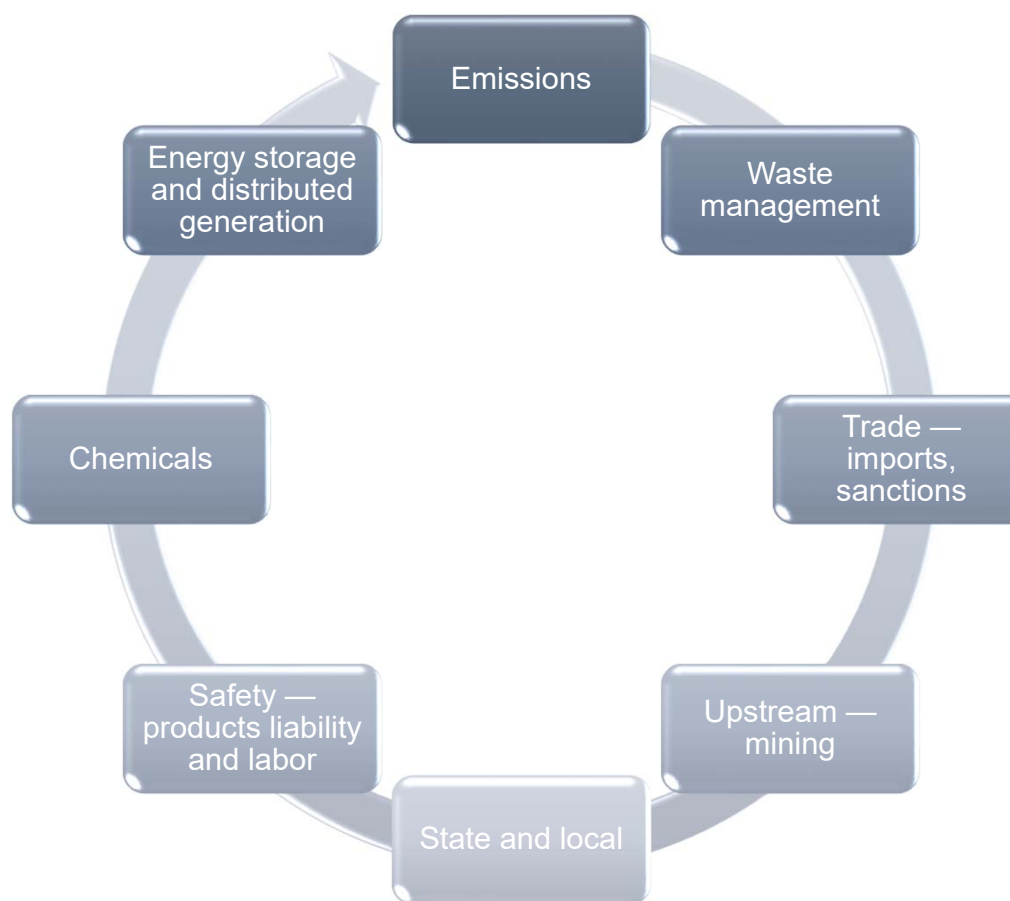 Emissions
Waste
management
Trade —
imports,
sanctions
Upstream —
mining
State and local
Safety —
products liability
and labor
Chemicals
Energy storage
and distributed
generation